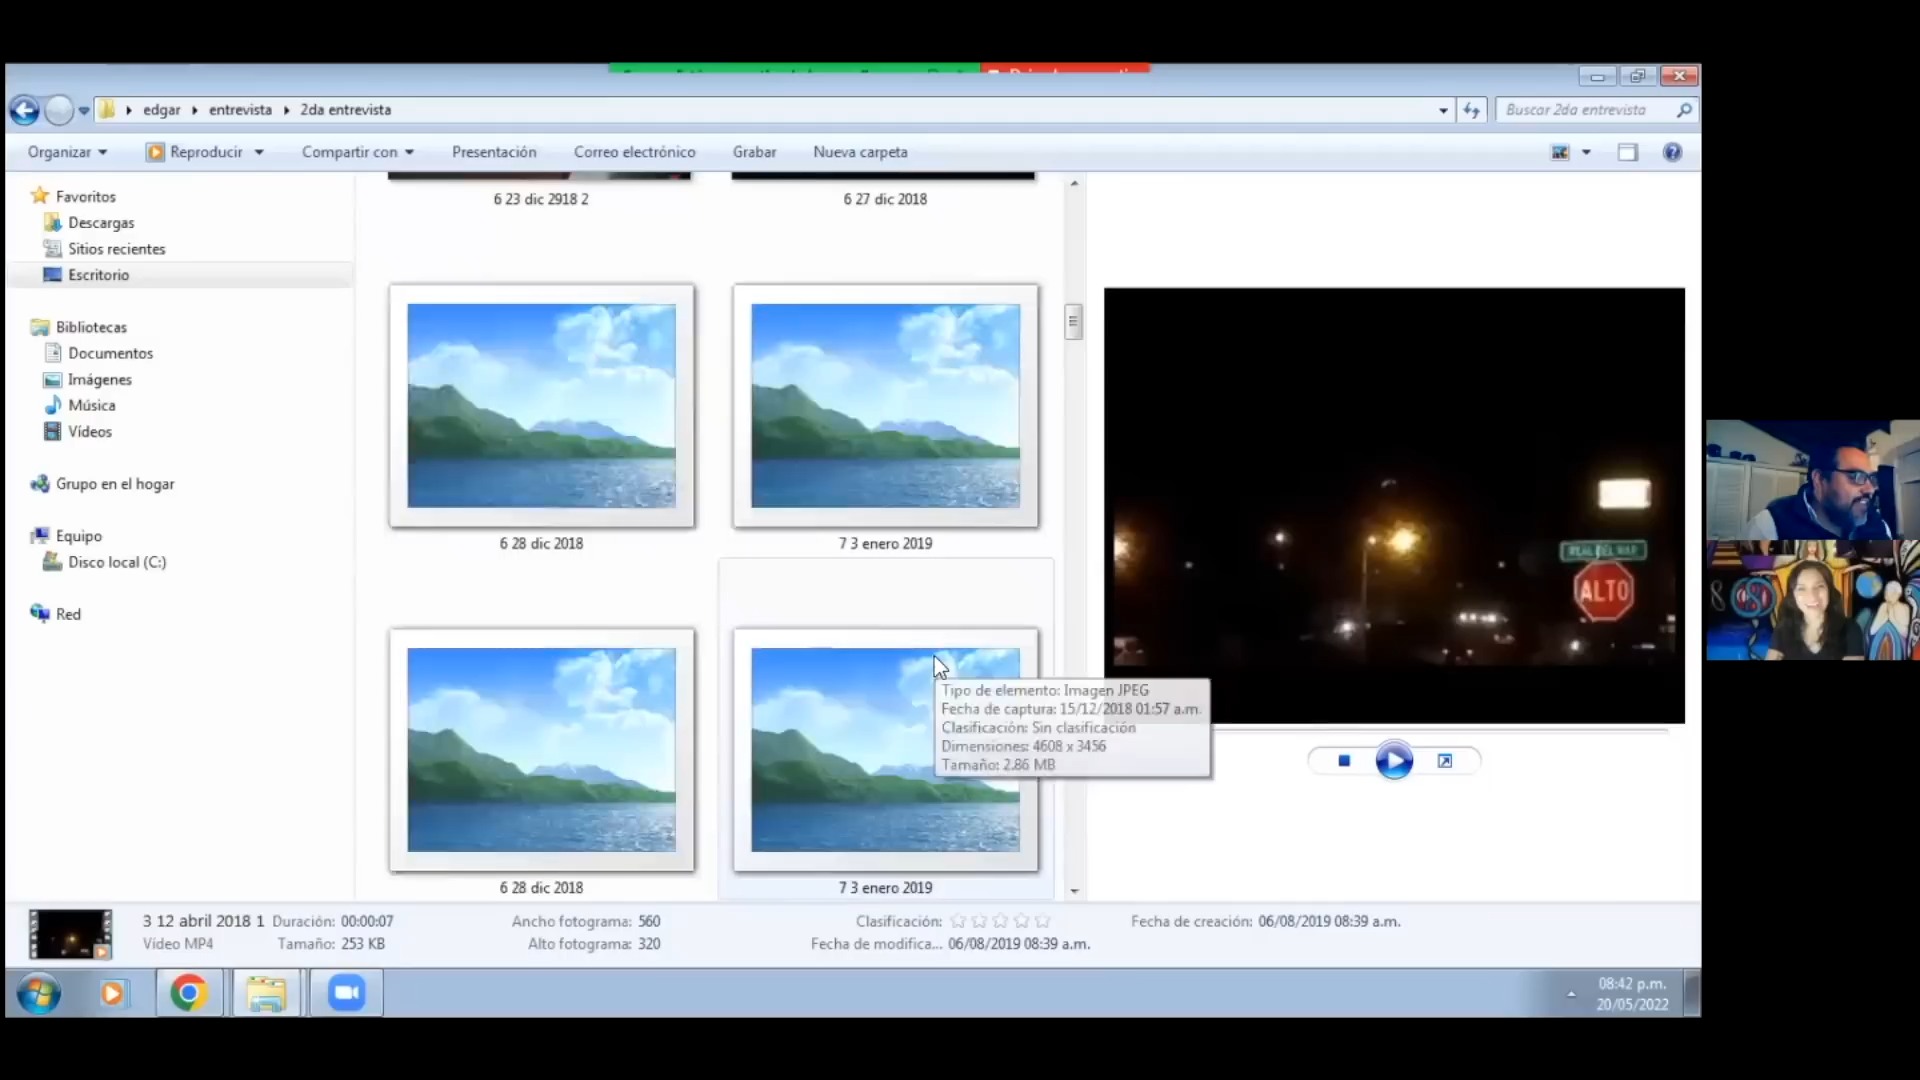 edgar entrevista 2da entrevista
Buscar 2da entrevista
Organizar Reproducir Compartir con Presentación Correo electrónico Grabar Nueva carpeta
Favoritos
Descargas
Sitios recientes
Escritorio
Bibliotecas
Documentos
Imágenes
Música
Vídeos
Grupo en el hogar
Equipo
Disco local (C:)
Red
6 23 dic 2918 2
6 27 dic 2018
6 28 dic 2018
7 3 enero 2019
6 28 dic 2018
7 3 enero 2019
Tipo de elemento: Imagen JPEG
Fecha de captura: 15/12/2018 01:57 a.m.
Clasificación: Sin clasificación
Dimensiones: 4608 x 3456
Tamaño: 2.86 MB
REAL DEL MAR
ALTO
3 12 abril 2018 1 Duración: 00:00:07 Ancho fotograma: 560 Clasificación: Fecha de creación: 06/08/2019 08:39 a.m.
Vídeo MP4 Tamaño: 253 KB Alto fotograma: 320 Fecha de modifica... 06/08/2019 08:39 a.m.
08:42 p.m.
20/05/2022